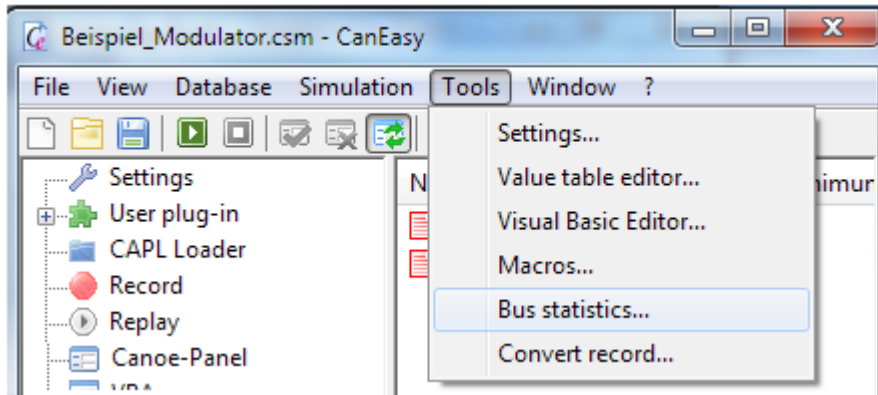 Beispiel_Modulator.csm - CanEasy
File View Database Simulation Tools Window ?
Settings...
Value table editor...
Visual Basic Editor...
Macros...
Bus statistics...
Convert record...
Settings
User plug-in
CAPL Loader
Record
Replay
Canoe-Panel
VBA